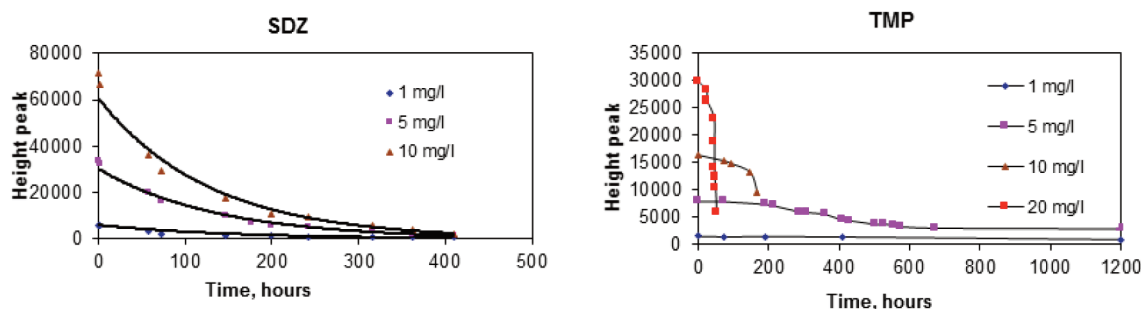 SDZ
Height peak
80000
60000
40000
20000
0
0 100 200 300 400 500
Time, hours
1 mg/l
5 mg/l
10 mg/l
TMP
Height peak
35000
30000
25000
20000
15000
10000
5000
0
0 200 400 600 800 1000 1200
Time, hours
1 mg/l
5 mg/l
10 mg/l
20 mg/l